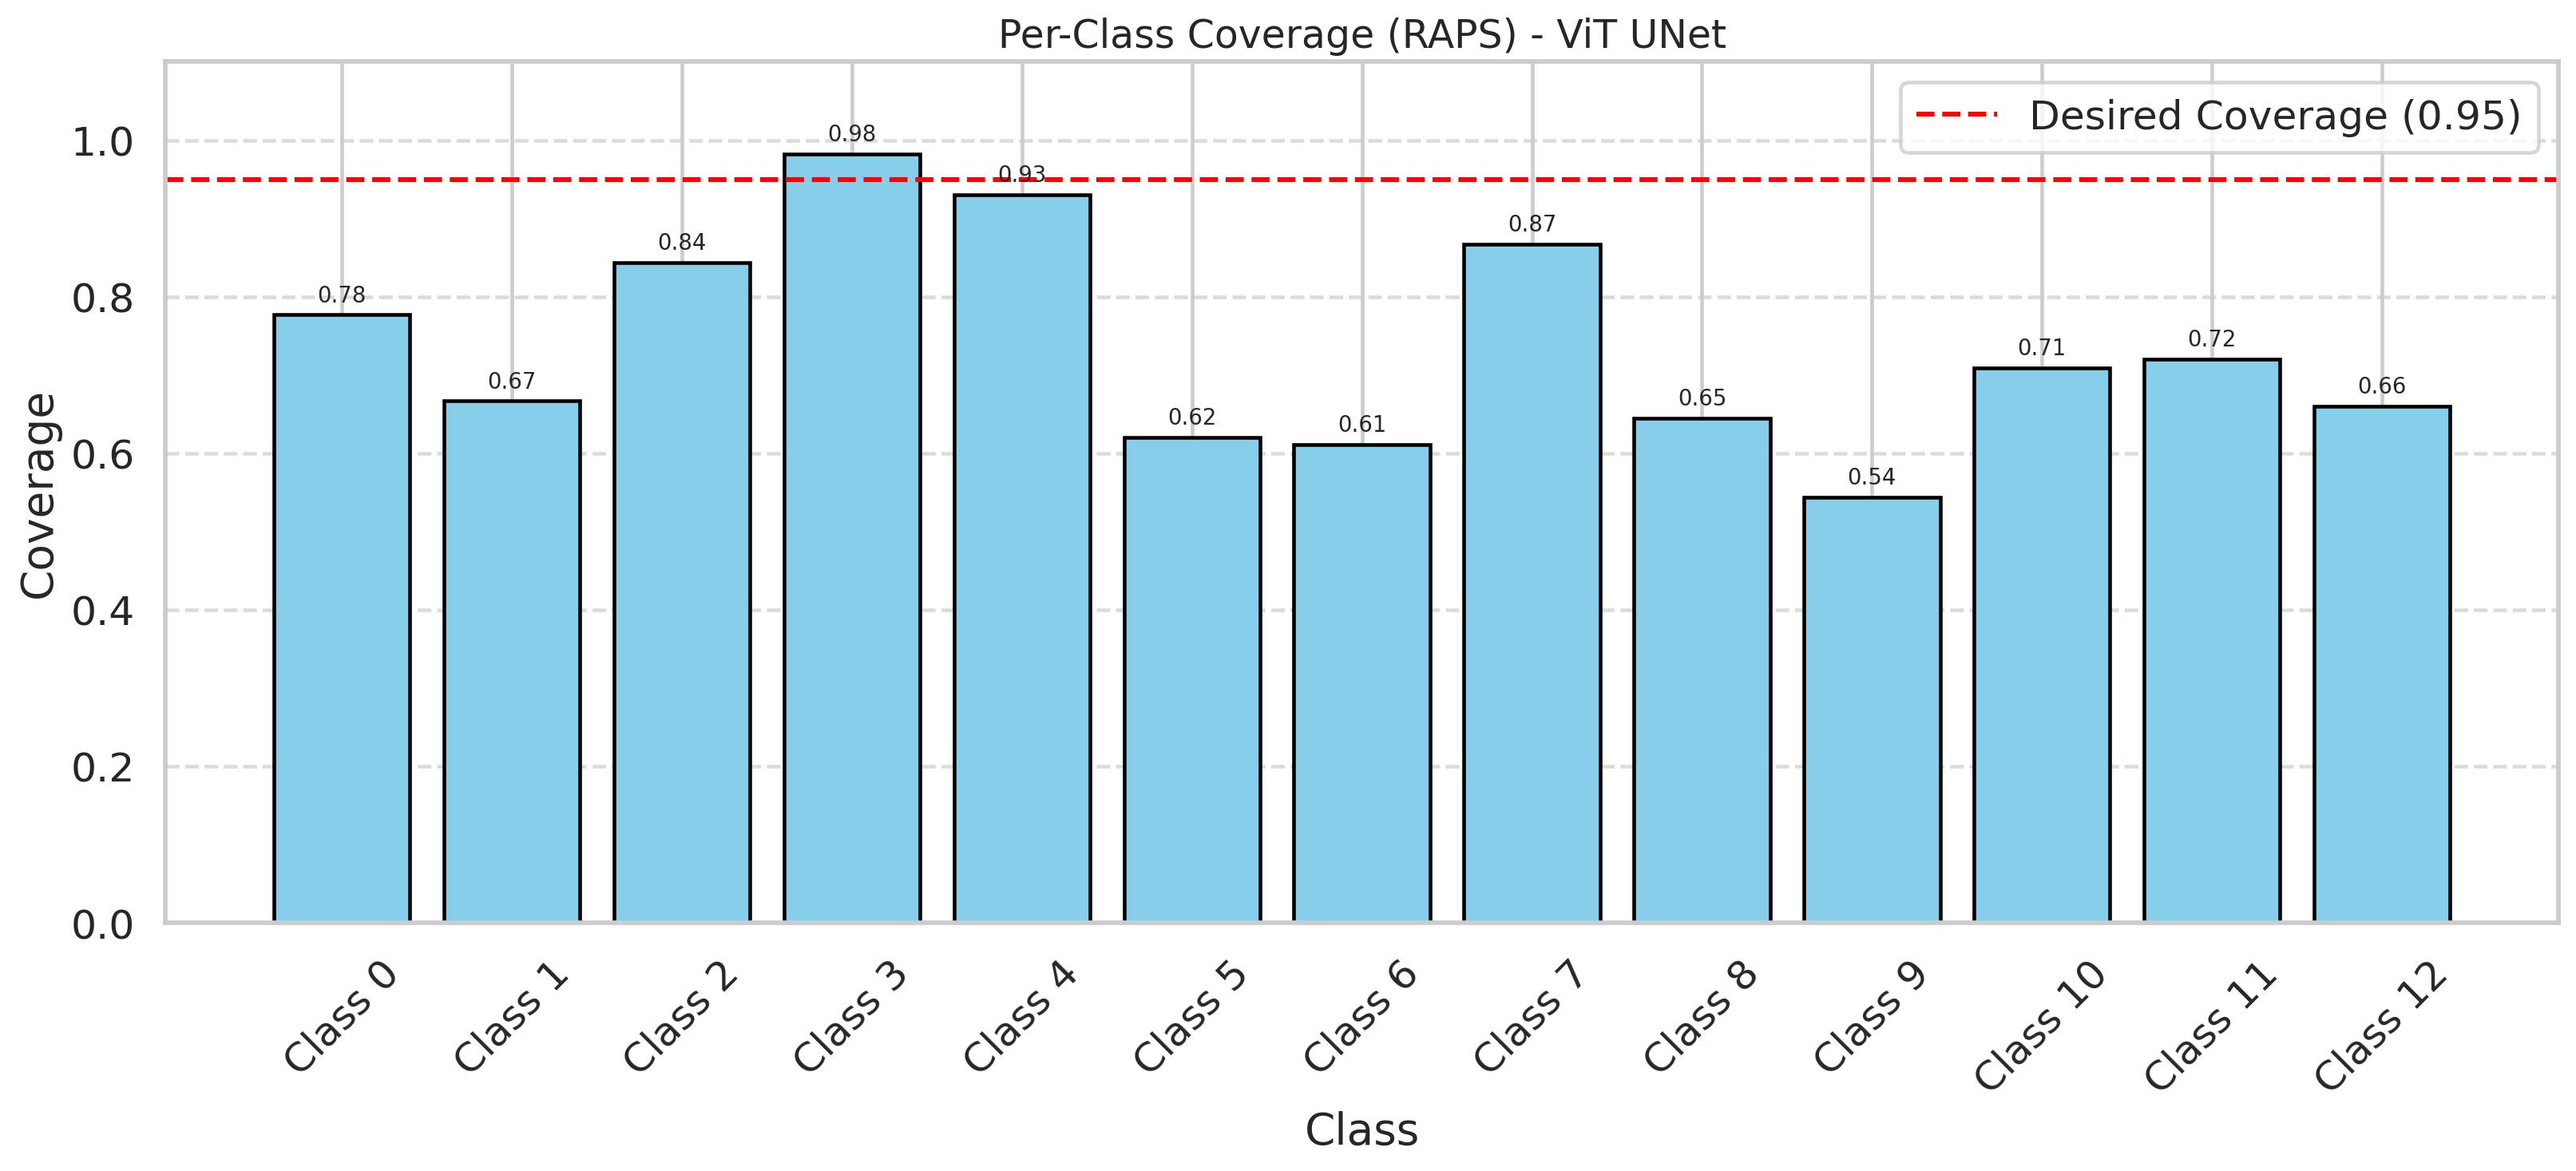 Per-Class Coverage (RAPS) - ViT UNet
Desired Coverage (0.95)
Coverage
1.0
0.8
0.6
0.4
0.2
0.0
0.78
0.67
0.84
0.98
0.93
0.62
0.61
0.87
0.65
0.54
0.71
0.72
0.66
Class 0
Class 1
Class 2
Class 3
Class 4
Class 5
Class 6
Class 7
Class 8
Class 9
Class 10
Class 11
Class 12
Class